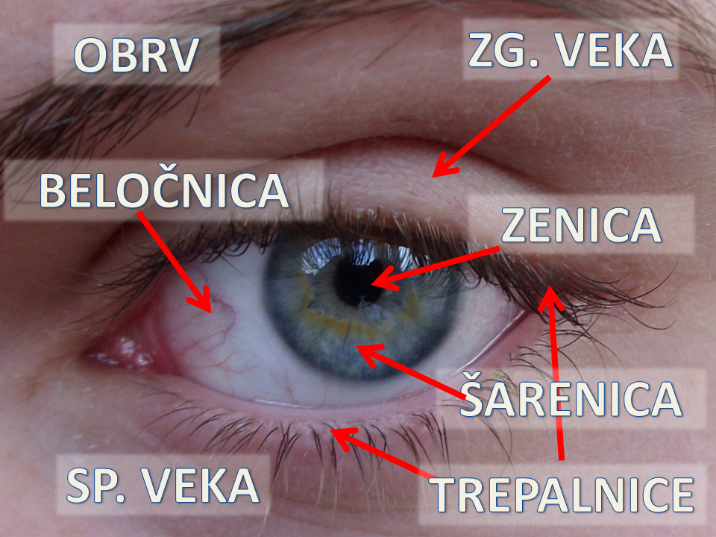 OBRV
ZG. VEKA
BELOČNICA
ZENICA
ŠARENICA
SP. VEKA
TREPALNICE